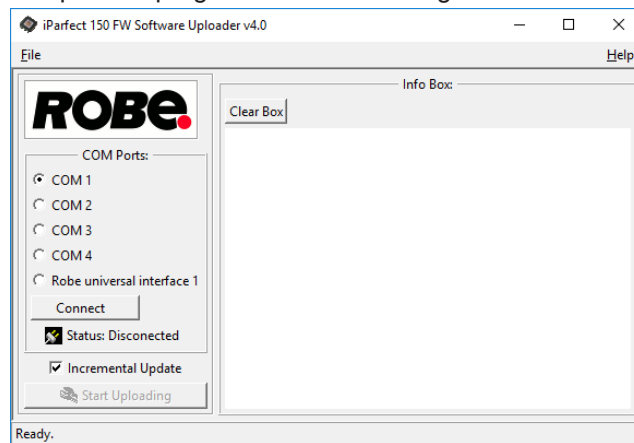 iParfect 150 FW Software Uploader v4.0
File
Help
ROBE
COM Ports:
COM 1
COM 2
COM 3
COM 4
Robe universal interface 1
Connect
Status: Disconected
Incremental Update
Start Uploading
Info Box:
Clear Box
Ready.